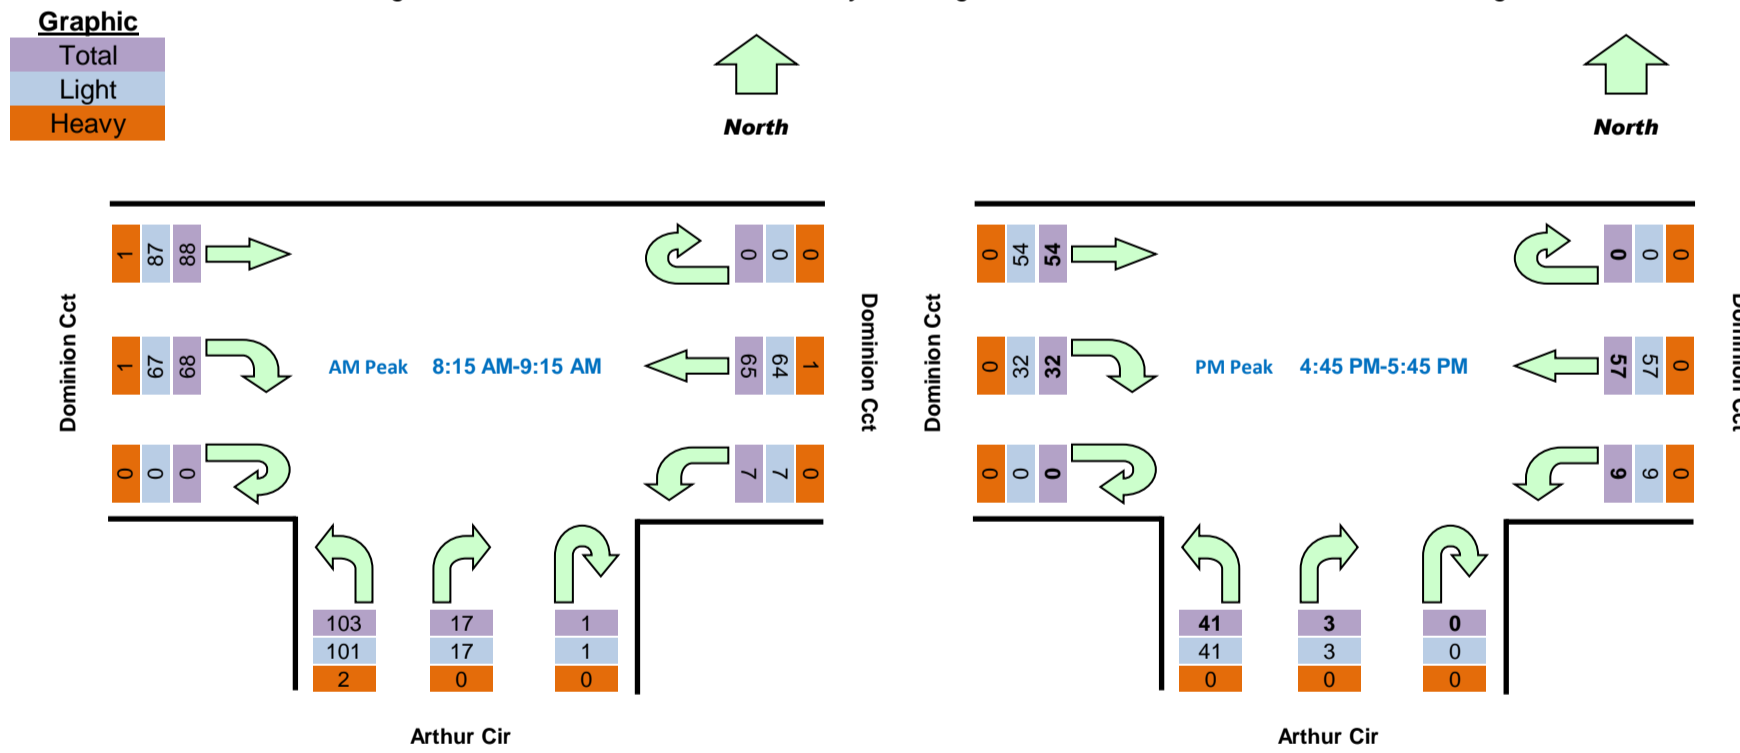 Graphic
Total
Light
Heavy
North
North
1 87 88
0 0 0
Dominion Cct
1 67 68
AM Peak 8:15 AM-9:15 AM
65 64 1
Dominion Cct
0 0 0
7 7 0
103 17 1
101 17 1
2 0 0
Arthur Cir
0 54 54
0 0 0
Dominion Cct
0 32 32
PM Peak 4:45 PM-5:45 PM
57 57 0
Dominion Cct
0 0 0
9 9 0
41 3 0
41 3 0
0 0 0
Arthur Cir